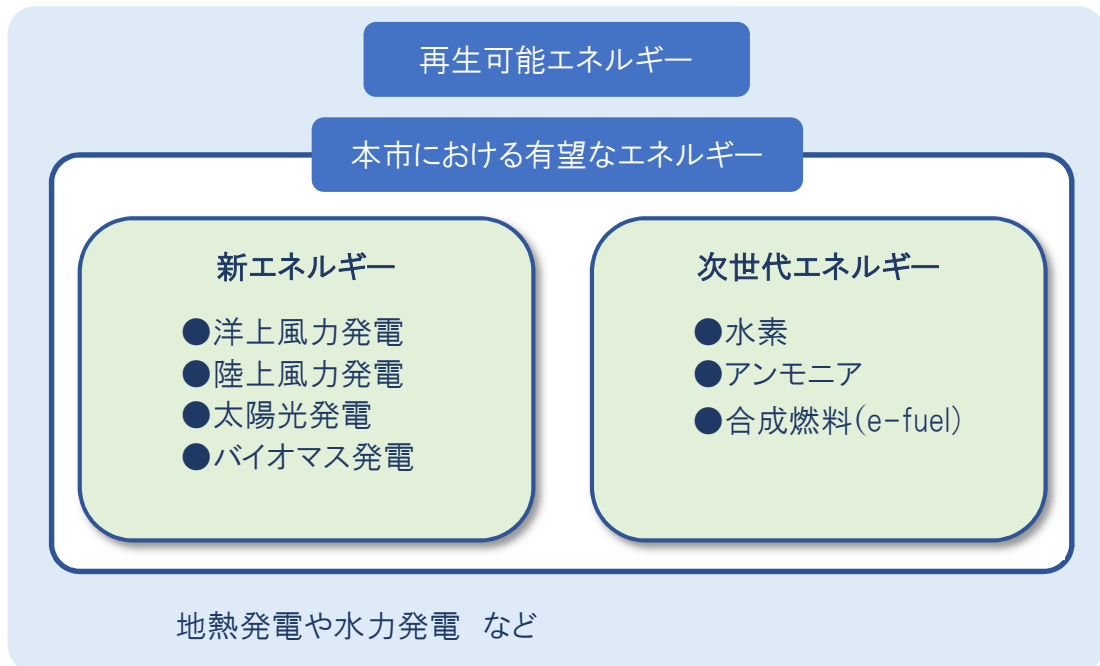 再生可能エネルギー
本市における有望なエネルギー
新エネルギー
●洋上風力発電
●陸上風力発電
●太陽光発電
●バイオマス発電
次世代エネルギー
●水素
●アンモニア
●合成燃料(e-fuel)
地熱発電や水力発電　など